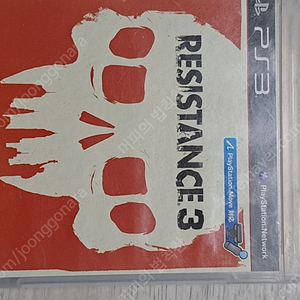 PS3
RESISTANCE 3
PlayStation Move 対応
PlayStation Network